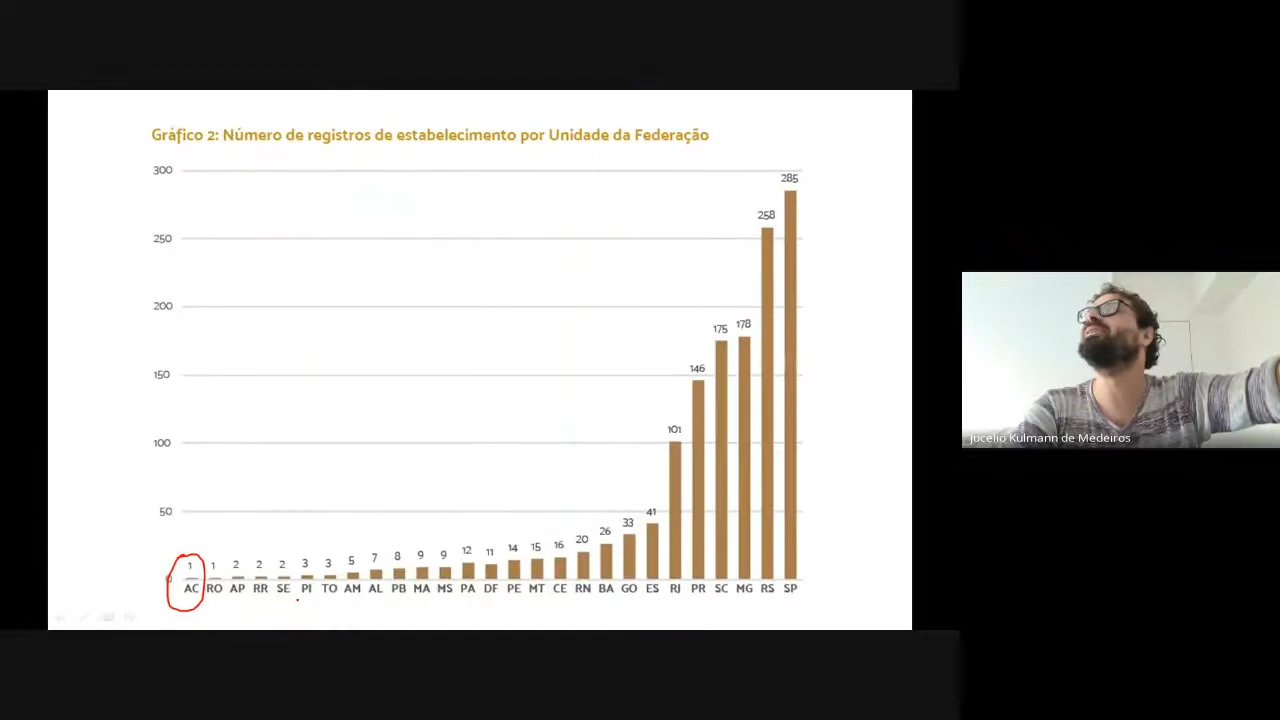 Gráfico 2: Número de registros de estabelecimento por Unidade da Federação
300
250
200
150
100
50
0
1 1 2 2 2 3 3 5 7 8 9 9 12 11 14 15 16 20 26 33 41 101 146 175 178 258 285
AC RO AP RR SE PI TO AM AL PB MA MS PA DF PE MT CE RN BA GO ES RJ PR SC MG RS SP
Jucelio Kulmann de Medeiros